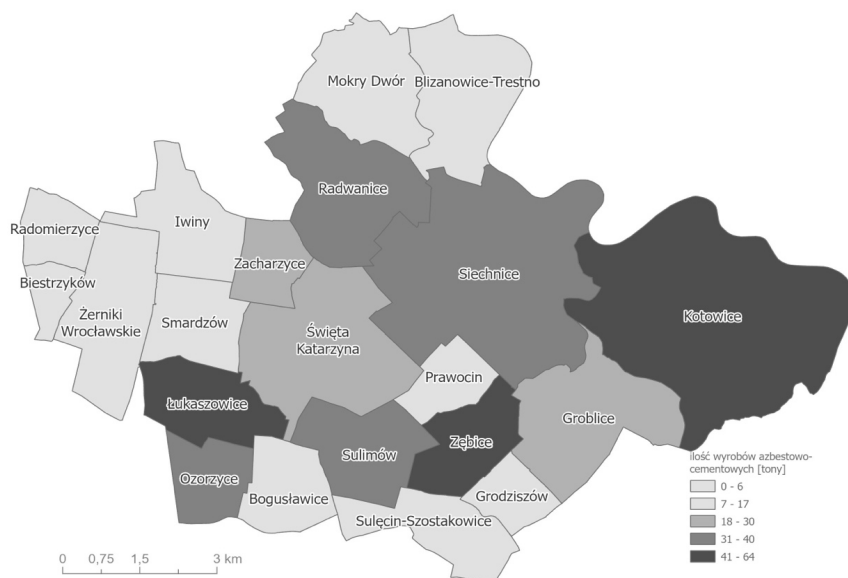 Mokry Dwór
Blizanowice-Trestno
Radwanice
Radomierzyce
Iwiny
Zacharzyce
Siechnice
Biestrzyków
Żerniki
Wrocławskie
Smardzów
Święta
Katarzyna
Kotowice
Prawocin
Łukaszowice
Groblice
Zębice
Sulimów
Ozorzyce
Bogusławice
Grodziszów
Sulęcin-Szostakowice
ilość wyrobów azbestowo-
cementowych [tony]
0 - 6
7 - 17
18 - 30
31 - 40
41 - 64
0 0,75 1,5 3 km